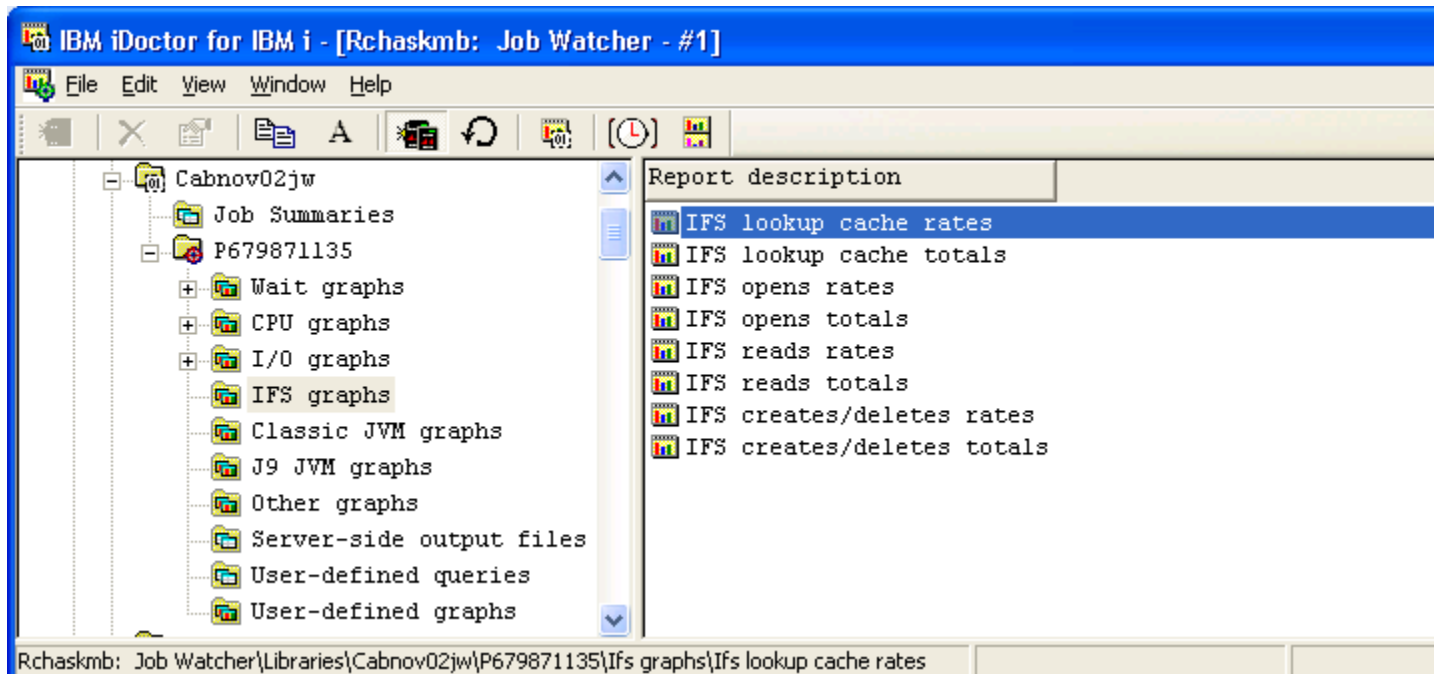 IBM iDoctor for IBM i - [Rchaskmb: Job Watcher - #1]
File Edit View Window Help
A
Cabnov02jw
Job Summaries
P679871135
Wait graphs
CPU graphs
I/O graphs
IFS graphs
Classic JVM graphs
J9 JVM graphs
Other graphs
Server-side output files
User-defined queries
User-defined graphs
Report description
IFS lookup cache rates
IFS lookup cache totals
IFS opens rates
IFS opens totals
IFS reads rates
IFS reads totals
IFS creates/deletes rates
IFS creates/deletes totals
Rchaskmb: Job Watcher\Libraries\Cabnov02jw\P679871135\Ifs graphs\Ifs lookup cache rates